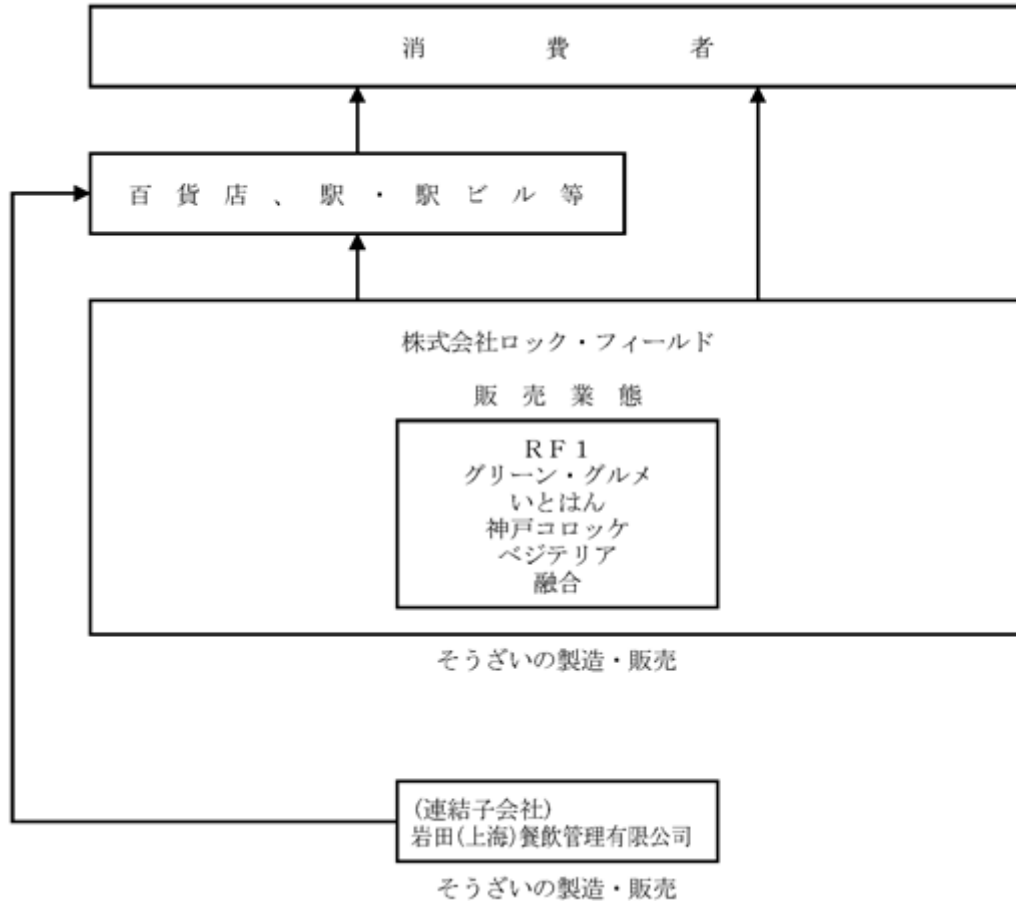 消費者
百貨店、駅・駅ビル等
株式会社ロック・フィールド
販売業態
ＲＦ１
グリーン・グルメ
いとはん
神戸コロッケ
ベジテリア
融合
そうざいの製造・販売
(連結子会社)
岩田(上海)餐飲管理有限公司
そうざいの製造・販売